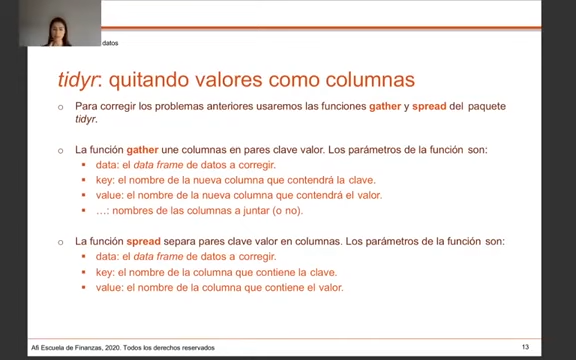 datos
tidyr: quitando valores como columnas
Para corregir los problemas anteriores usaremos las funciones gather y spread del paquete
tidyr.
La función gather une columnas en pares clave valor. Los parámetros de la función son:
data: el data frame de datos a corregir.
key: el nombre de la nueva columna que contendrá la clave.
value: el nombre de la nueva columna que contendrá el valor.
…: nombres de las columnas a juntar (o no).
La función spread separa pares clave valor en columnas. Los parámetros de la función son:
data: el data frame de datos a corregir.
key: el nombre de la columna que contiene la clave.
value: el nombre de la columna que contiene el valor.
Afi Escuela de Finanzas, 2020. Todos los derechos reservados
13